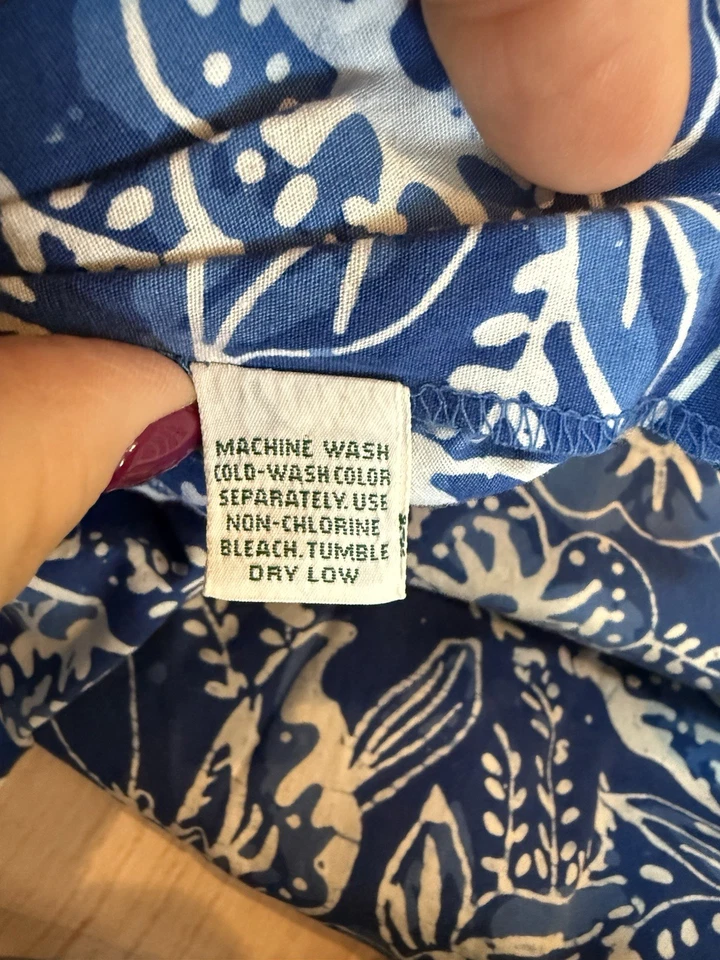 MACHINE WASH
COLD-WASH COLOR
SEPARATELY. USE
NON-CHLORINE
BLEACH. TUMBLE
DRY LOW